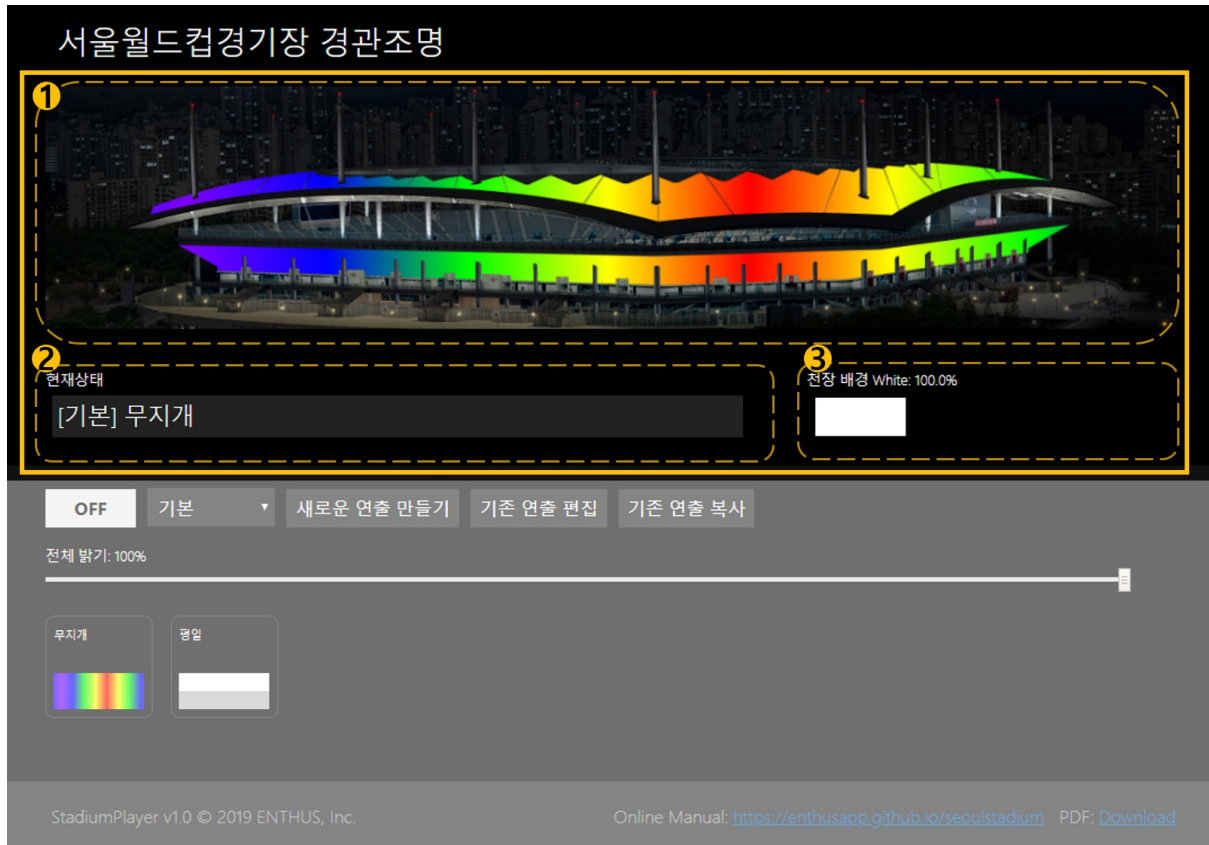 서울월드컵경기장 경관조명
1
2
3
현재상태
천장 배경 White: 100.0%
[기본] 무지개
OFF 기본 새로운 연출 만들기 기존 연출 편집 기존 연출 복사
전체 밝기: 100%
무지개 평일
StadiumPlayer v1.0 © 2019 ENTHUS, Inc. Online Manual: https://enthusapp.github.io/seoulstadium PDF: Download